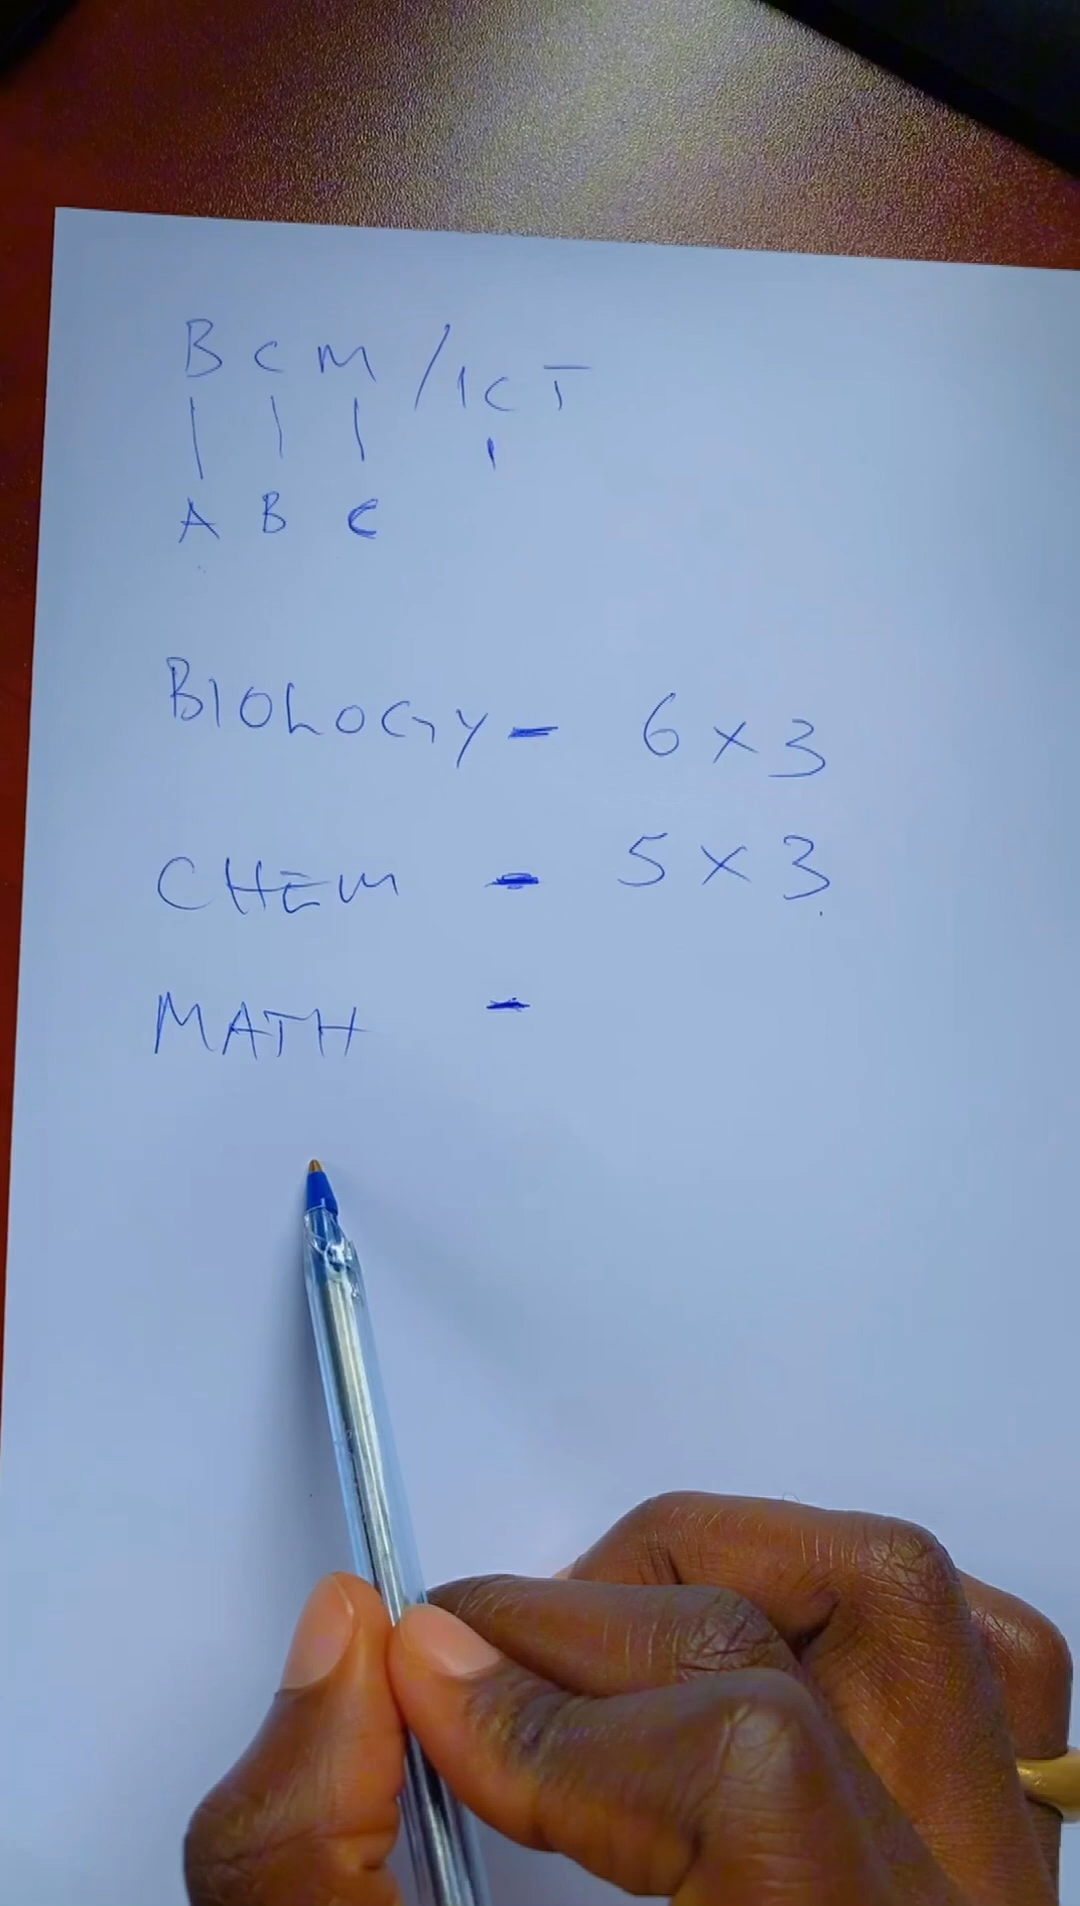 BCM/ICT
A B C
BIOLOGY - 6 x 3
CHEM - 5 x 3
MATH -